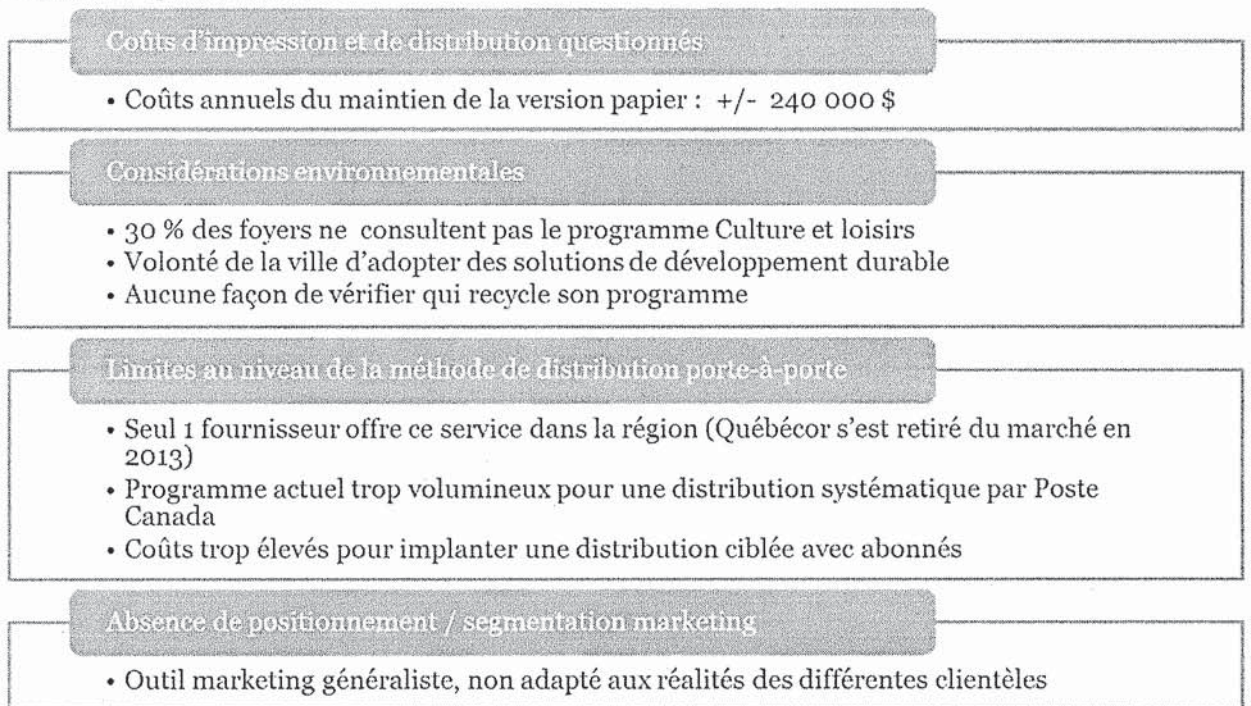 Coûts d'impression et de distribution questionnés
• Coûts annuels du maintien de la version papier : +/- 240 000 $
Considérations environnementales
• 30 % des foyers ne consultent pas le programme Culture et loisirs
• Volonté de la ville d'adopter des solutions de développement durable
• Aucune façon de vérifier qui recycle son programme
Limites au niveau de la méthode de distribution porte-à-porte
• Seul 1 fournisseur offre ce service dans la région (Québécor s'est retiré du marché en
2013)
• Programme actuel trop volumineux pour une distribution systématique par Poste
Canada
• Coûts trop élevés pour implanter une distribution ciblée avec abonnés
Absence de positionnement / segmentation marketing
• Outil marketing généraliste, non adapté aux réalités des différentes clientèles